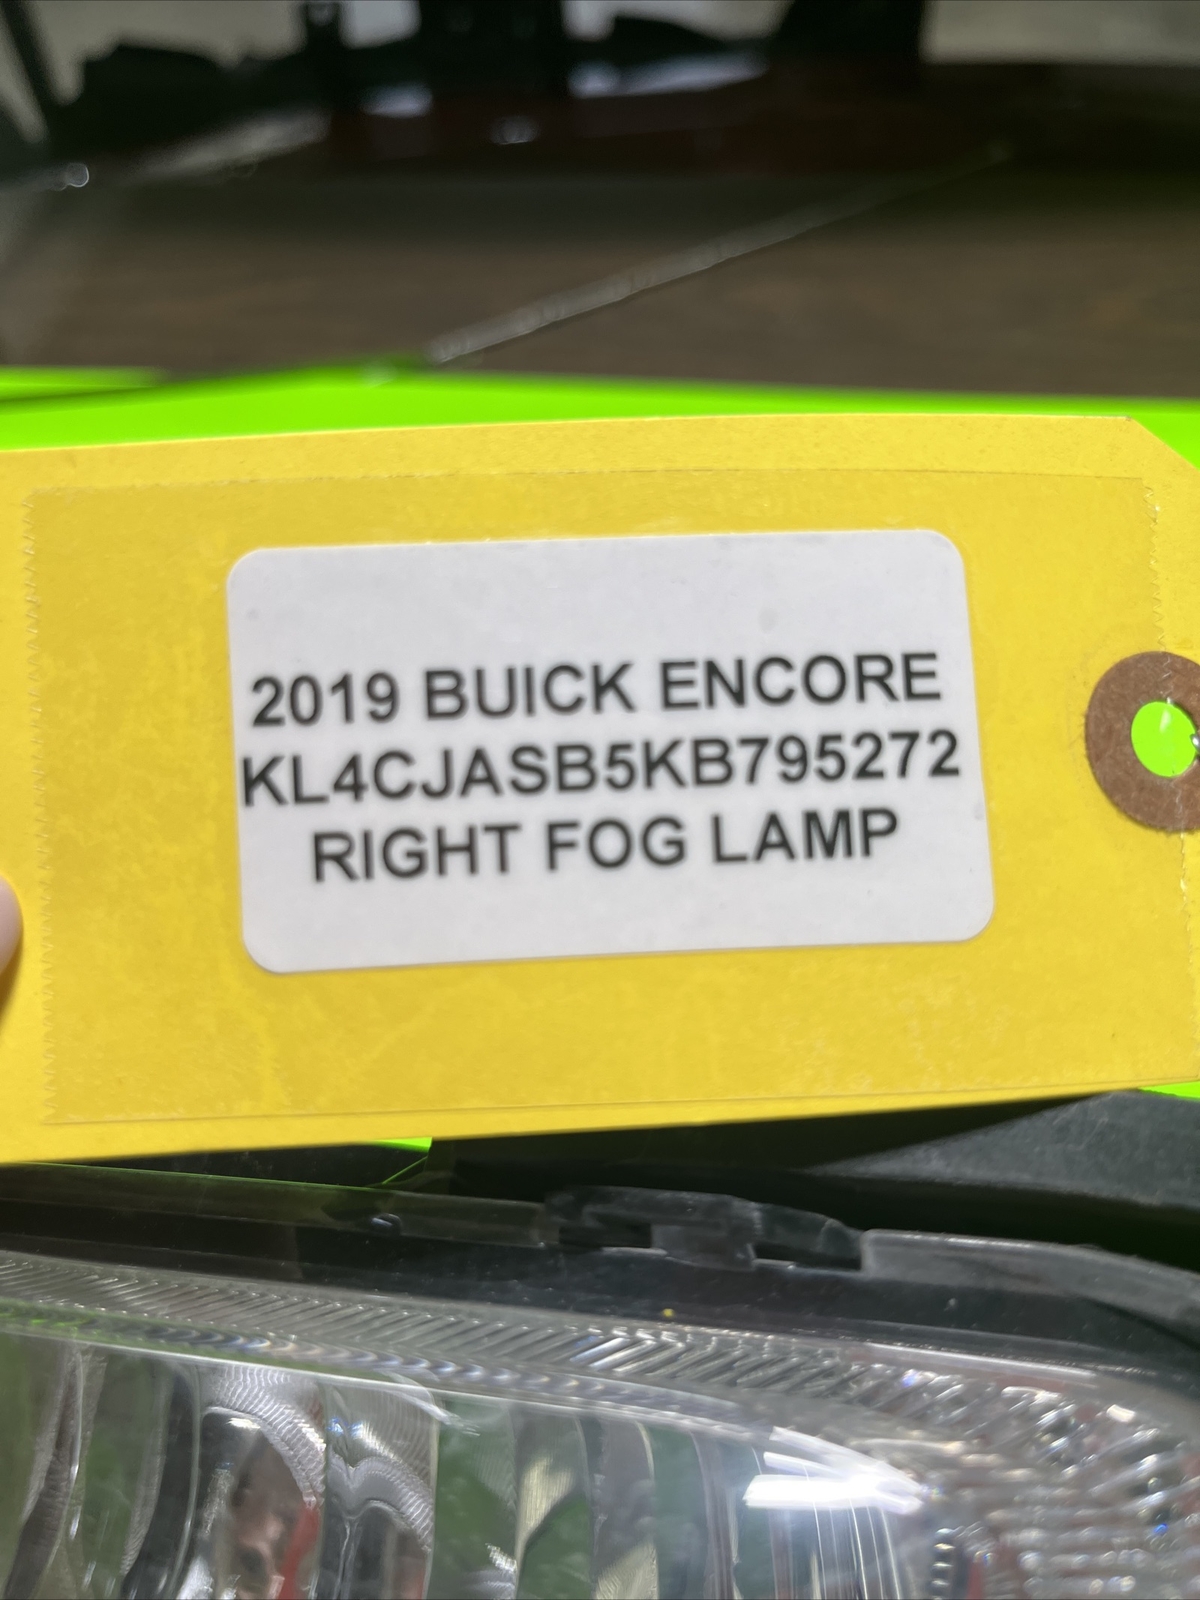 2019 BUICK ENCORE
KL4CJASB5KB795272
RIGHT FOG LAMP